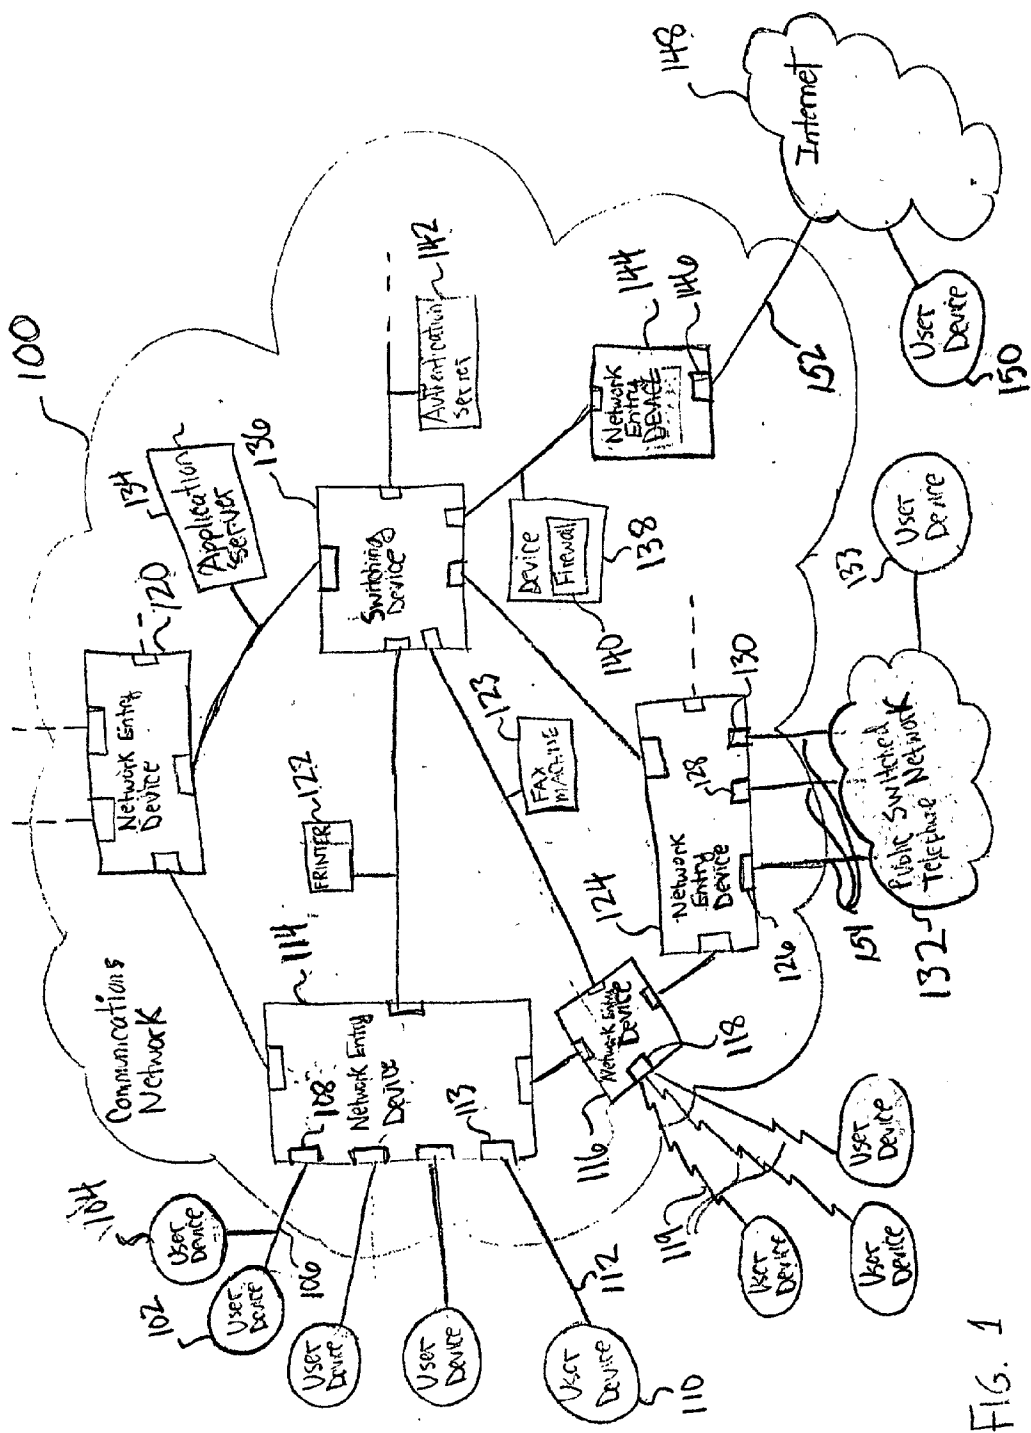 100
Communications
Network
104
User
Device
102
User
Device
106
User
Device
User
Device
User
Device
110
112
108
Network Entry
Device
113
114
Network Entry
Device
120
134
Application
Server
136
Switching
Device
PRINTER
122
FAX
MACHINE
123
Authentication
Server
142
Device
Firewall
138
140
Network
Entry
DEVICE
144
146
152
Internet
148
User
Device
150
116
Network Entry
Device
118
119
User
Device
User
Device
User
Device
124
Network
Entry
Device
126
128
130
154
Public Switched
Telephone Network
132
133
User
Device
FIG. 1